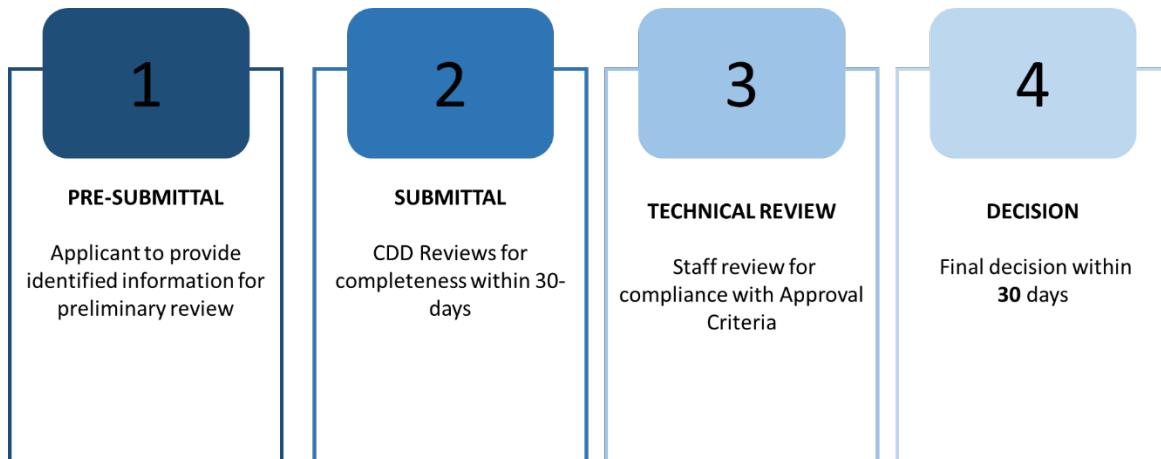 1
PRE-SUBMITTAL
Applicant to provide
identified information for
preliminary review
2
SUBMITTAL
CDD Reviews for
completeness within 30-
days
3
TECHNICAL REVIEW
Staff review for
compliance with Approval
Criteria
4
DECISION
Final decision within
30 days